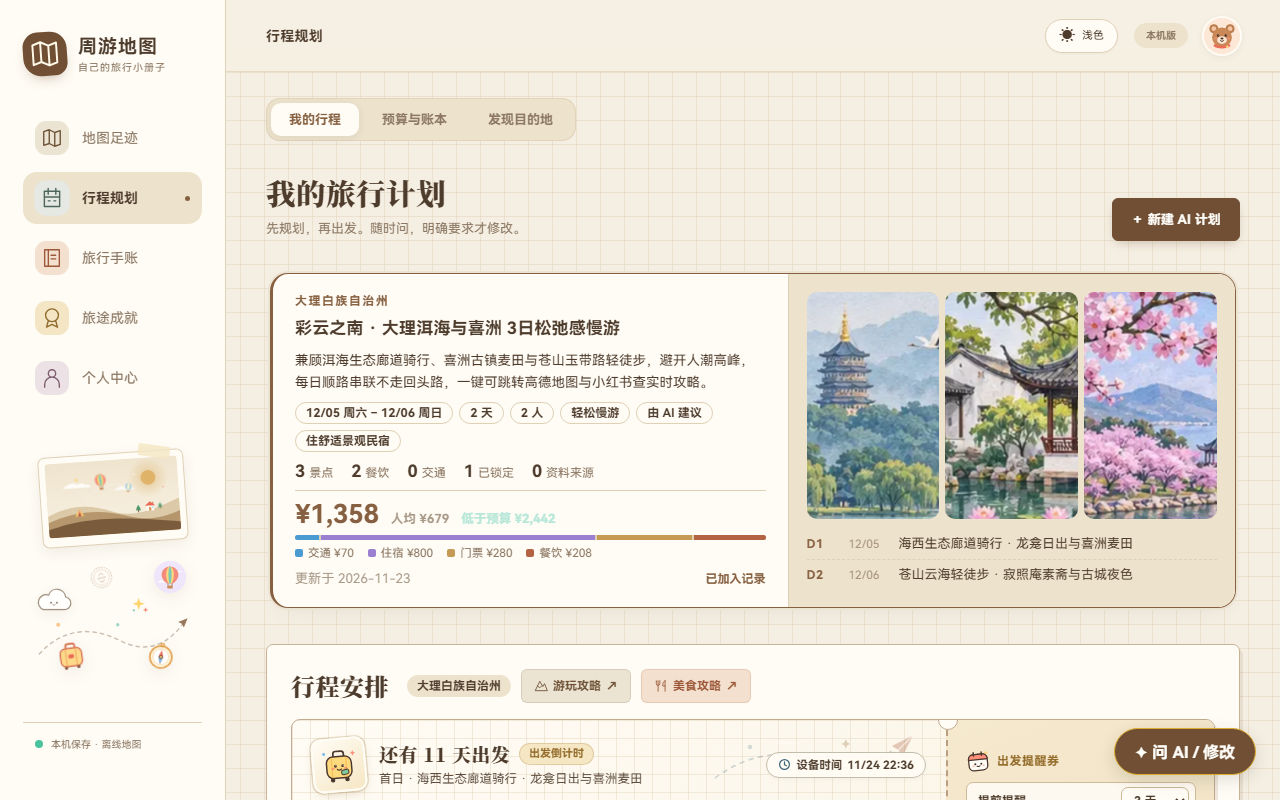 周游地图
自己的旅行小册子
地图足迹
行程规划
旅行手账
旅途成就
个人中心
本机保存 · 离线地图
行程规划
浅色
本机版
我的行程
预算与账本
发现目的地
我的旅行计划
先规划，再出发。随时问，明确要求才修改。
+ 新建 AI 计划
大理白族自治州
彩云之南 · 大理洱海与喜洲 3日松弛感慢游
兼顾洱海生态廊道骑行、喜洲古镇麦田与苍山玉带路轻徒步，避开人潮高峰，
每日顺路串联不走回头路，一键可跳转高德地图与小红书查实时攻略。
12/05 周六 – 12/06 周日
2 天
2 人
轻松慢游
由 AI 建议
住舒适景观民宿
3 景点 2 餐饮 0 交通 1 已锁定 0 资料来源
¥1,358 人均 ¥679 低于预算 ¥2,442
交通 ¥70 住宿 ¥800 门票 ¥280 餐饮 ¥208
更新于 2026-11-23
已加入记录
D1 12/05 海西生态廊道骑行 · 龙龛日出与喜洲麦田
D2 12/06 苍山云海轻徒步 · 寂照庵素斋与古城夜色
行程安排
大理白族自治州
游玩攻略 ↗
美食攻略 ↗
还有 11 天出发
出发倒计时
首日 · 海西生态廊道骑行 · 龙龛日出与喜洲麦田
设备时间 11/24 22:36
出发提醒券
提前提醒
3 天
✦ 问 AI / 修改